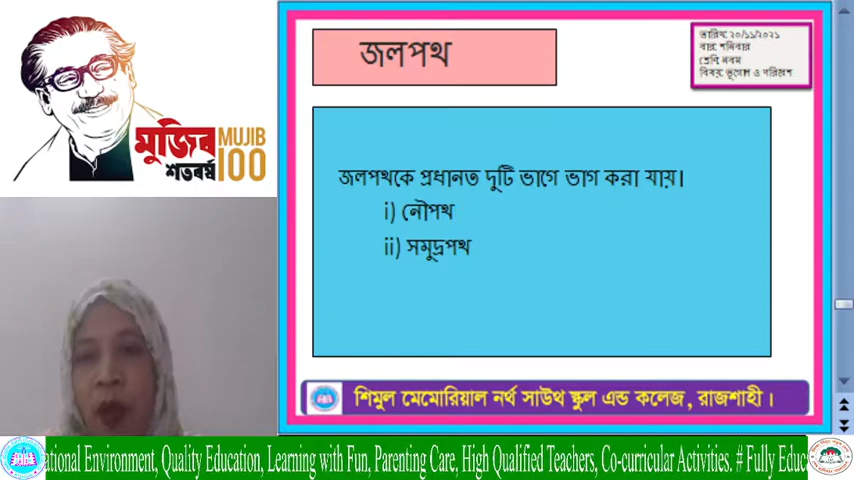 মুজিব
শতবর্ষ
MUJIB
100
জলপথ
তারিখ: ২০/১১/২০২১
বার: শনিবার
শ্রেণি: নবম
বিষয়: ভূগোল ও পরিবেশ
জলপথকে প্রধানত দুটি ভাগে ভাগ করা যায়।
i) নৌপথ
ii) সমুদ্রপথ
শিমুল মেমোরিয়াল নর্থ সাউথ স্কুল এন্ড কলেজ, রাজশাহী।
ational Environment, Quality Education, Learning with Fun, Parenting Care, High Qualified Teachers, Co-curricular Activities. # Fully Educ